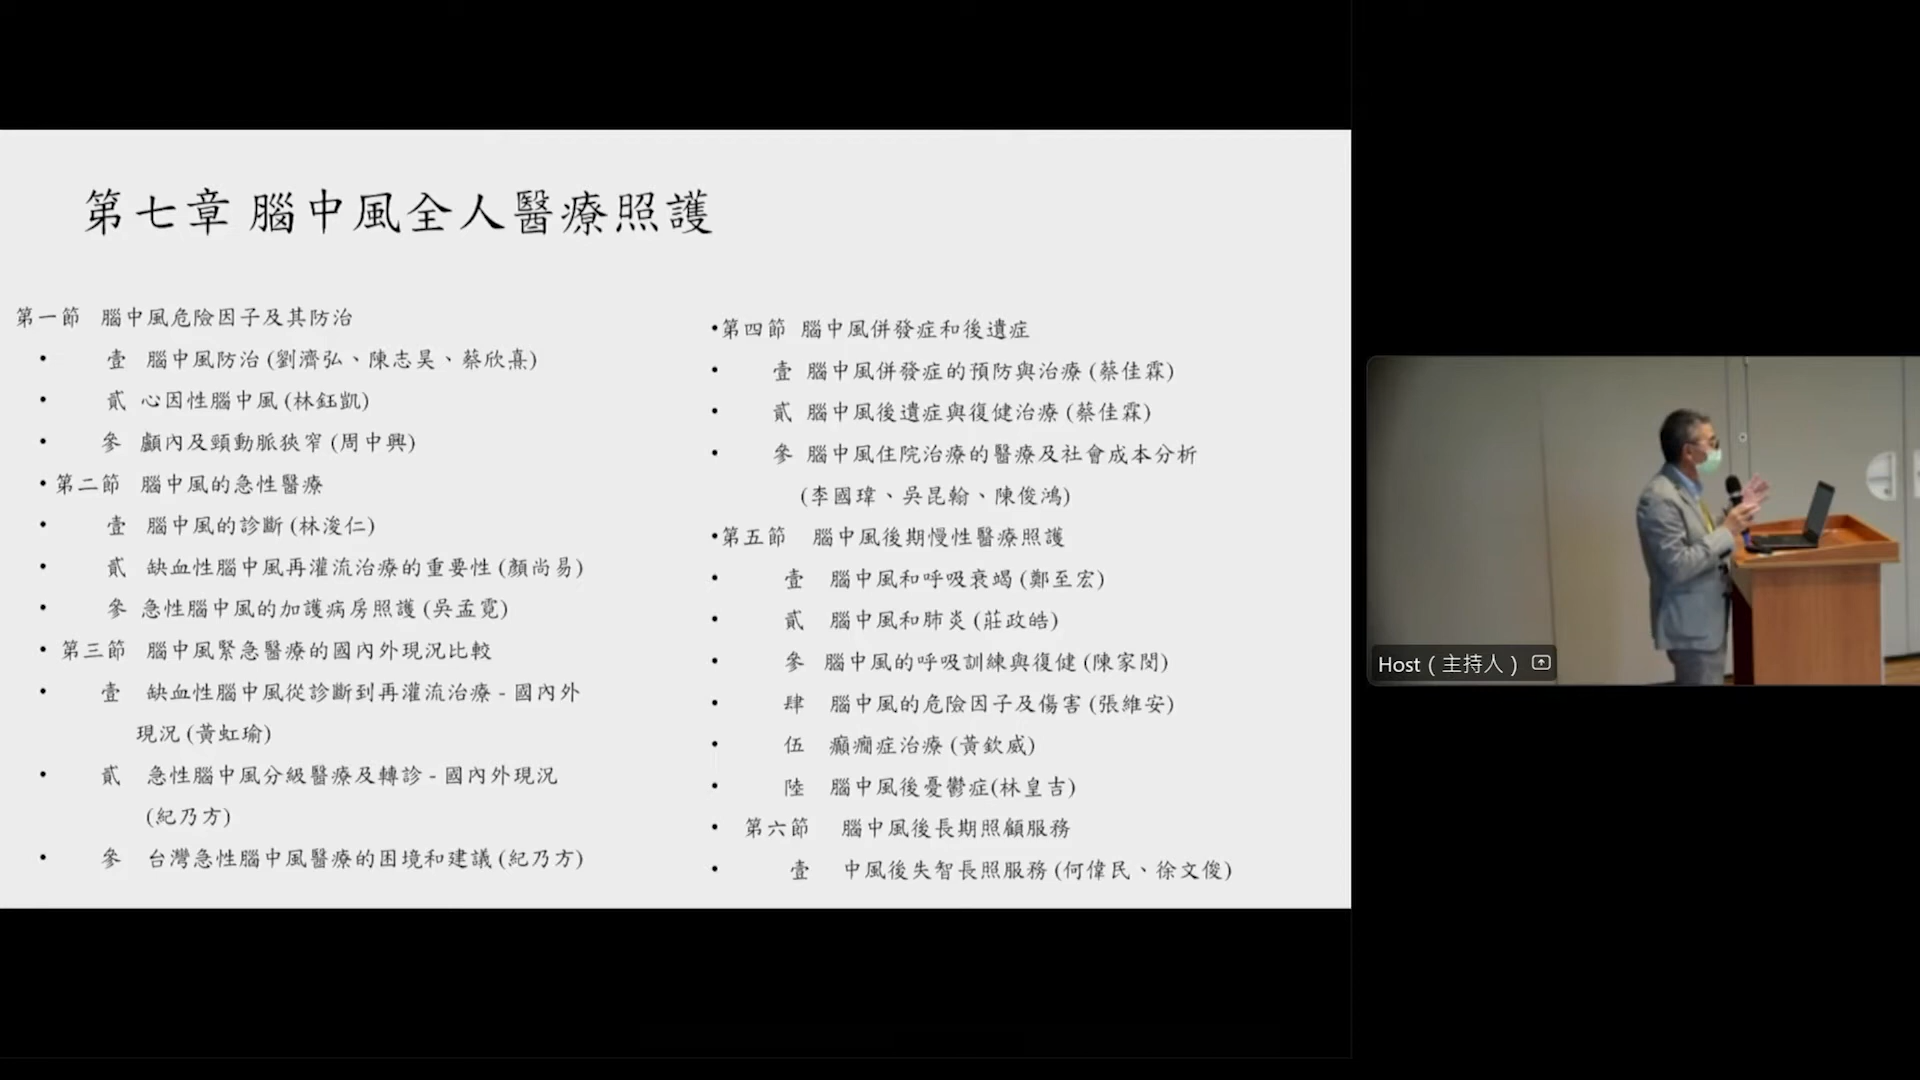 第七章 腦中風全人醫療照護
第一節 腦中風危險因子及其防治
• 壹 腦中風防治 (劉濟弘、陳志昊、蔡欣熹)
• 貳 心因性腦中風 (林鈺凱)
• 參 顱內及頸動脈狹窄 (周中興)
• 第二節 腦中風的急性醫療
• 壹 腦中風的診斷 (林浚仁)
• 貳 缺血性腦中風再灌流治療的重要性 (顏尚易)
• 參 急性腦中風的加護病房照護 (吳孟霓)
• 第三節 腦中風緊急醫療的國內外現況比較
• 壹 缺血性腦中風從診斷到再灌流治療 - 國內外
現況 (黃虹瑜)
• 貳 急性腦中風分級醫療及轉診 - 國內外現況
(紀乃方)
• 參 台灣急性腦中風醫療的困境和建議 (紀乃方)
•第四節 腦中風併發症和後遺症
• 壹 腦中風併發症的預防與治療 (蔡佳霖)
• 貳 腦中風後遺症與復健治療 (蔡佳霖)
• 參 腦中風住院治療的醫療及社會成本分析
(李國瑋、吳昆翰、陳俊鴻)
•第五節 腦中風後期慢性醫療照護
• 壹 腦中風和呼吸衰竭 (鄭至宏)
• 貳 腦中風和肺炎 (莊政皓)
• 參 腦中風的呼吸訓練與復健 (陳家閔)
• 肆 腦中風的危險因子及傷害 (張維安)
• 伍 癲癇症治療 (黃欽威)
• 陸 腦中風後憂鬱症(林皇吉)
• 第六節 腦中風後長期照顧服務
• 壹 中風後失智長照服務 (何偉民、徐文俊)
Host ( 主持人 )